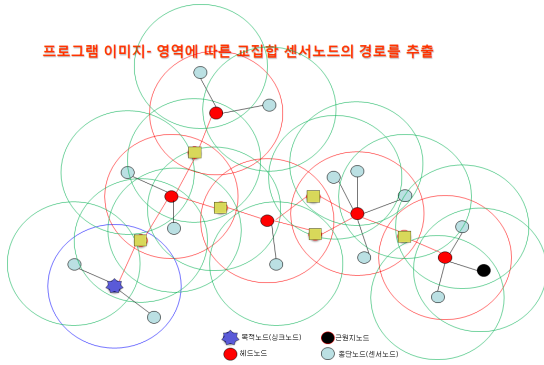 프로그램 이미지- 영역에 따른 교집합 센서노드의 경로를 추출
목적노드(싱크노드)
근원지노드
헤드노드
종단노드(센서노드)